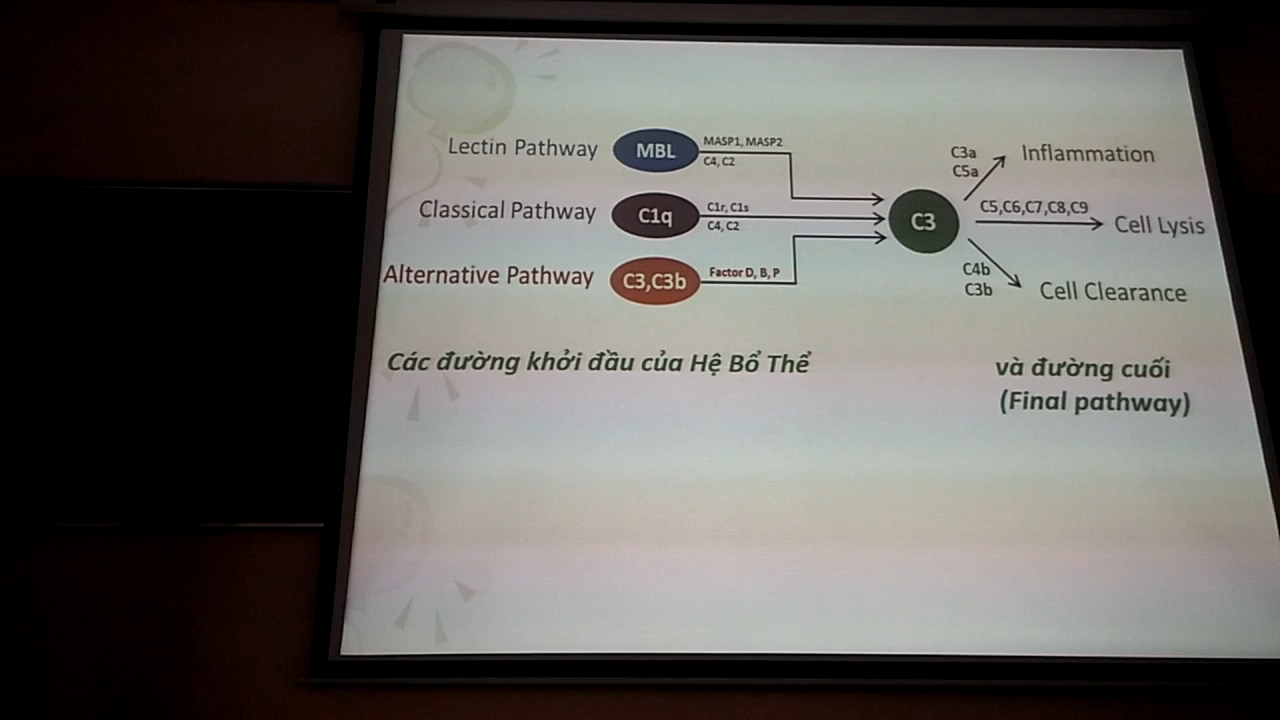 Lectin Pathway
MBL
MASP1, MASP2
C4, C2
Classical Pathway
C1q
C1r, C1s
C4, C2
Alternative Pathway
C3,C3b
Factor D, B, P
C3
C3a
C5a
Inflammation
C5,C6,C7,C8,C9
Cell Lysis
C4b
C3b
Cell Clearance
Các đường khởi đầu của Hệ Bổ Thể
và đường cuối
(Final pathway)